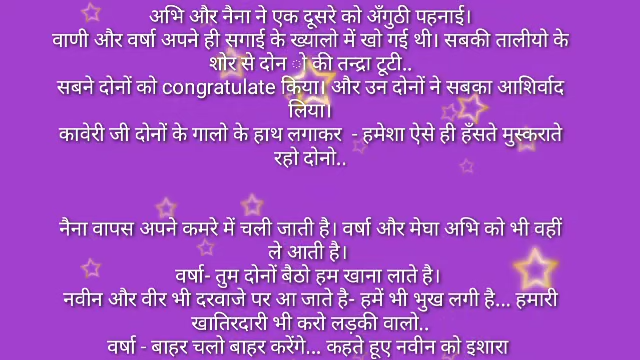 अभि और नैना ने एक दूसरे को अँगुठी पहनाई।
वाणी और वर्षा अपने ही सगाई के ख्यालो में खो गई थी। सबकी तालीयो के
शोर से दोन ो की तन्द्रा टूटी..
सबने दोनों को congratulate किया। और उन दोनों ने सबका आशिर्वाद
लिया।
कावेरी जी दोनों के गालो के हाथ लगाकर - हमेशा ऐसे ही हँसते मुस्कराते
रहो दोनो..
नैना वापस अपने कमरे में चली जाती है। वर्षा और मेघा अभि को भी वहीं
ले आती है।
वर्षा- तुम दोनों बैठो हम खाना लाते है।
नवीन और वीर भी दरवाजे पर आ जाते है- हमें भी भुख लगी है... हमारी
खातिरदारी भी करो लड़की वालो..
वर्षा - बाहर चलो बाहर करेंगे... कहते हूए नवीन को इशारा